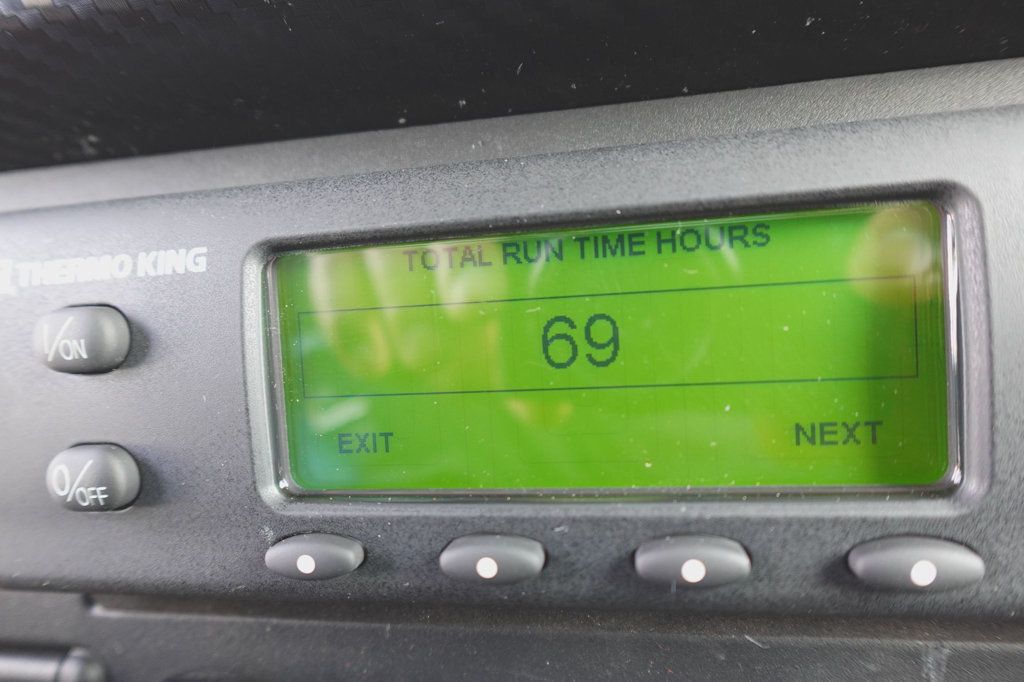 THERMO KING
TOTAL RUN TIME HOURS
I/ON
69
EXIT
NEXT
O/OFF